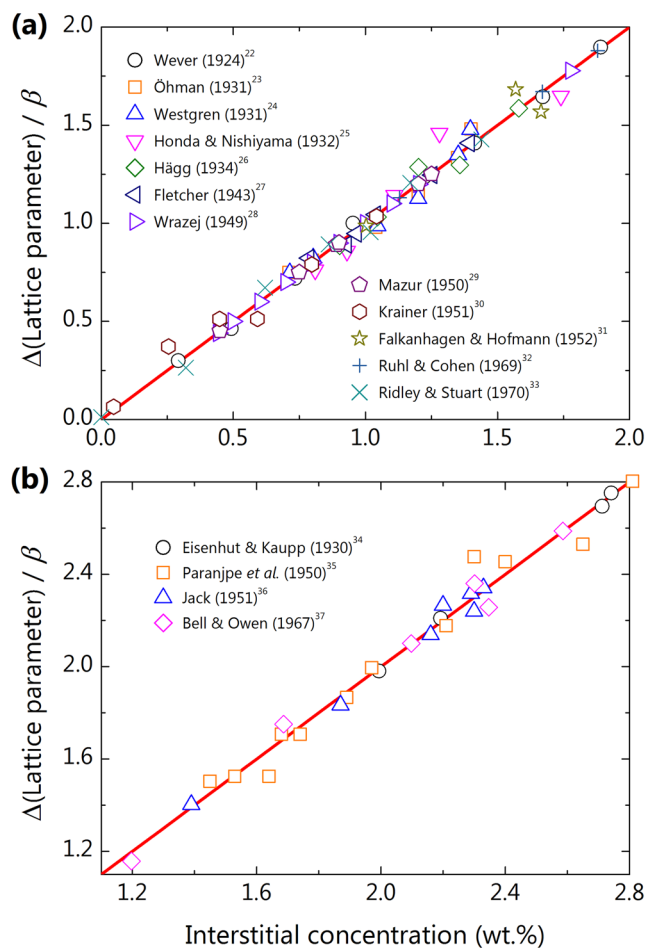 (a)
Δ(Lattice parameter) / β
2.0
1.5
1.0
0.5
0.0
Wever (1924)22
Öhman (1931)23
Westgren (1931)24
Honda & Nishiyama (1932)25
Hägg (1934)26
Fletcher (1943)27
Wrazej (1949)28
Mazur (1950)29
Krainer (1951)30
Falkanhagen & Hofmann (1952)31
Ruhl & Cohen (1969)32
Ridley & Stuart (1970)33
0.0 0.5 1.0 1.5 2.0
(b)
Δ(Lattice parameter) / β
2.8
2.4
2.0
1.6
1.2
Eisenhut & Kaupp (1930)34
Paranjpe et al. (1950)35
Jack (1951)36
Bell & Owen (1967)37
1.2 1.6 2.0 2.4 2.8
Interstitial concentration (wt.%)